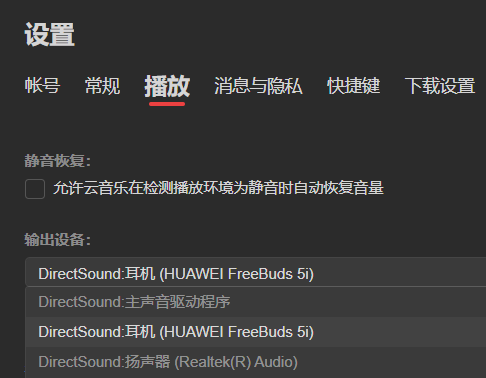 设置
帐号 常规 播放 消息与隐私 快捷键 下载设置
静音恢复:
允许云音乐在检测播放环境为静音时自动恢复音量
输出设备:
DirectSound:耳机 (HUAWEI FreeBuds 5i)
DirectSound:主声音驱动程序
DirectSound:耳机 (HUAWEI FreeBuds 5i)
DirectSound:扬声器 (Realtek(R) Audio)